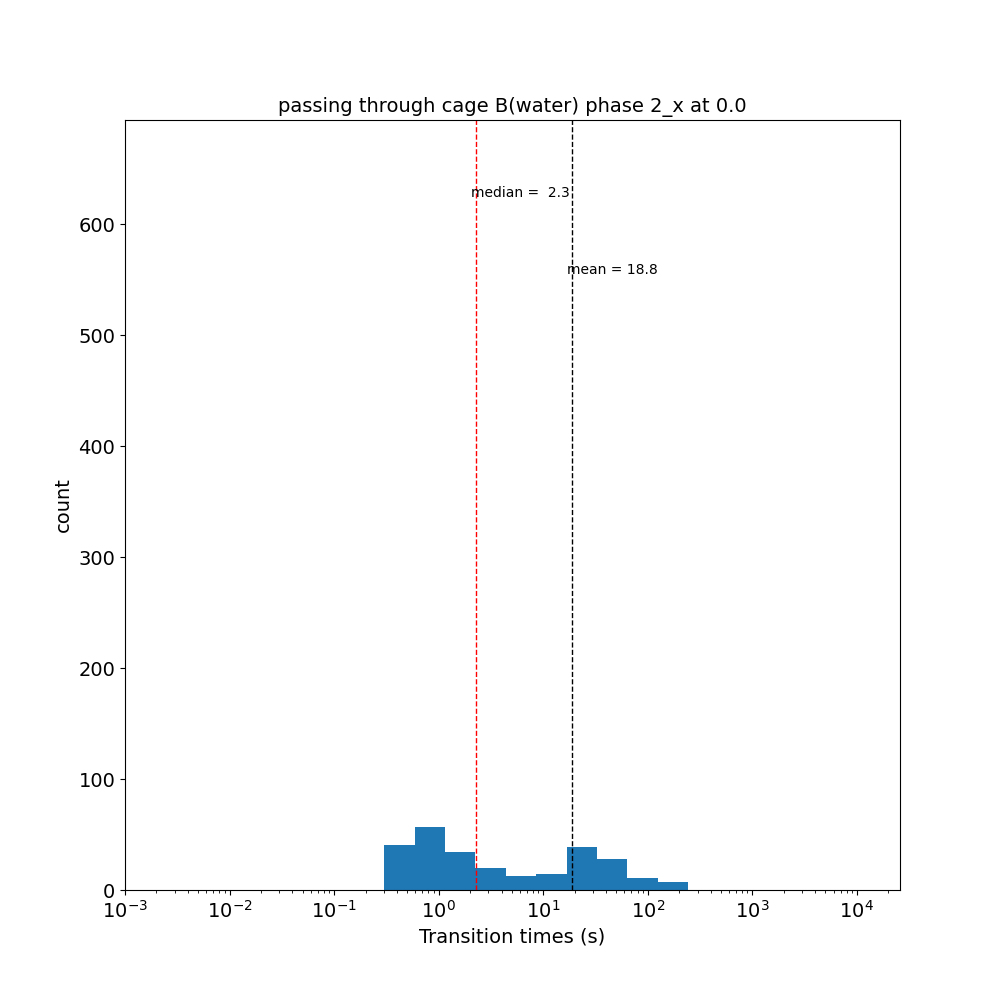 passing through cage B(water) phase 2_x at 0.0
median =  2.3
mean = 18.8
600
500
400
300
200
100
0
count
10⁻³ 10⁻² 10⁻¹ 10⁰ 10¹ 10² 10³ 10⁴
Transition times (s)